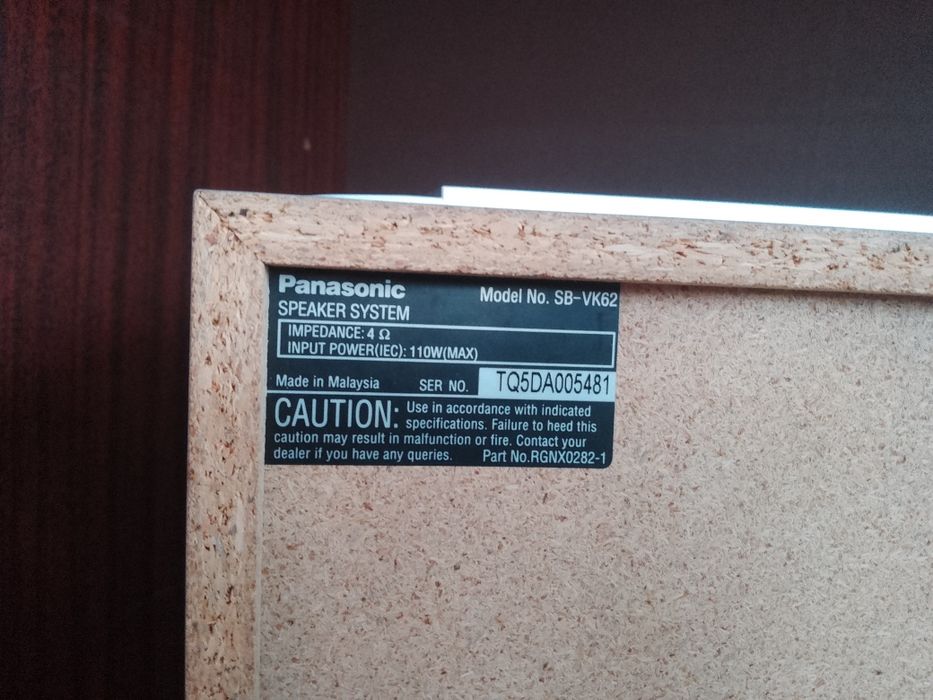 Panasonic
Model No. SB-VK62
SPEAKER SYSTEM
IMPEDANCE: 4 Ω
INPUT POWER(IEC): 110W(MAX)
Made in Malaysia SER NO. TQ5DA005481
CAUTION: Use in accordance with indicated
specifications. Failure to heed this
caution may result in malfunction or fire. Contact your
dealer if you have any queries. Part No.RGNX0282-1